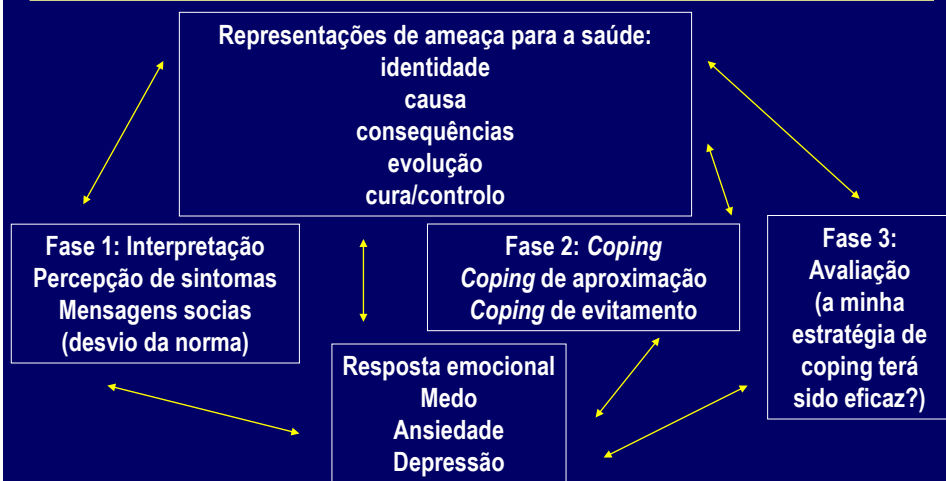 Representações de ameaça para a saúde:
identidade
causa
consequências
evolução
cura/controlo
Fase 1: Interpretação
Percepção de sintomas
Mensagens socias
(desvio da norma)
Fase 2: Coping
Coping de aproximação
Coping de evitamento
Fase 3:
Avaliação
(a minha
estratégia de
coping terá
sido eficaz?)
Resposta emocional
Medo
Ansiedade
Depressão